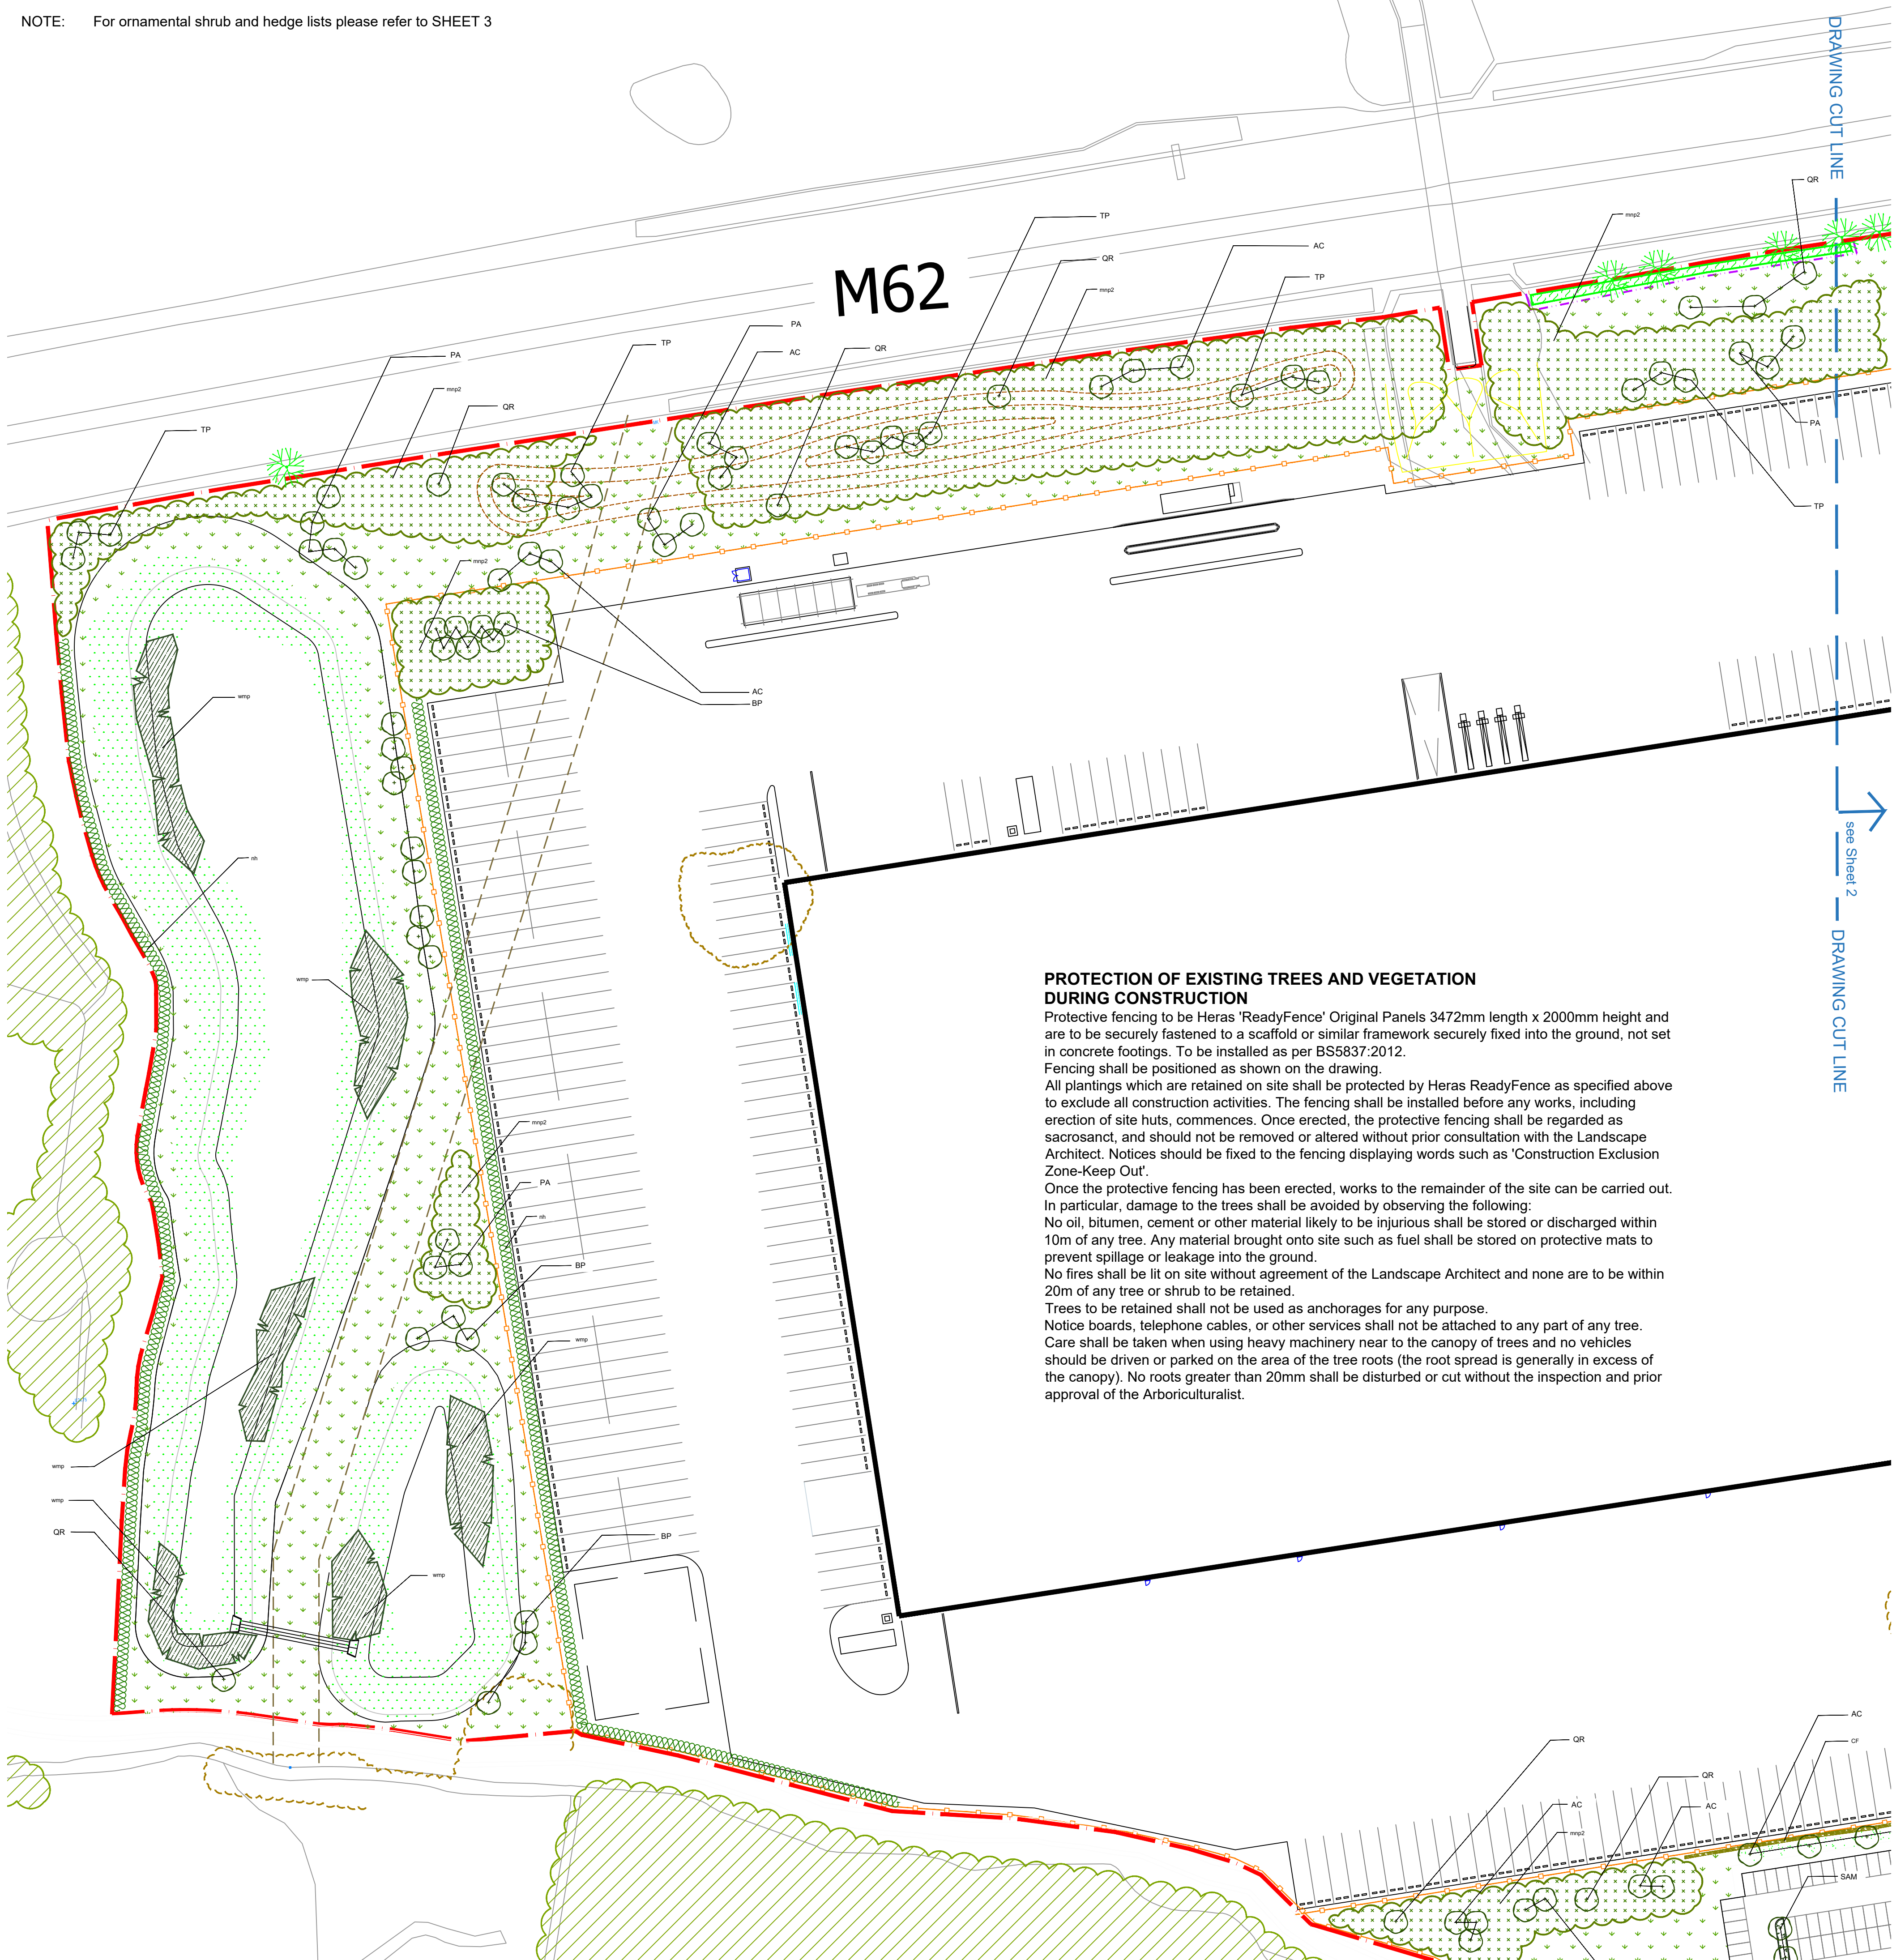 NOTE: For ornamental shrub and hedge lists please refer to SHEET 3
DRAWING CUT LINE
QR
mnp2
TP
AC
QR
TP
mnp2
M62
PA
TP
AC
QR
PA
mnp2
QR
TP
PA
TP
mnp2
AC
BP
wmp
see Sheet 2
nh
DRAWING CUT LINE
wmp
PROTECTION OF EXISTING TREES AND VEGETATION
DURING CONSTRUCTION
Protective fencing to be Heras 'ReadyFence' Original Panels 3472mm length x 2000mm height and
are to be securely fastened to a scaffold or similar framework securely fixed into the ground, not set
in concrete footings. To be installed as per BS5837:2012.
Fencing shall be positioned as shown on the drawing.
All plantings which are retained on site shall be protected by Heras ReadyFence as specified above
to exclude all construction activities. The fencing shall be installed before any works, including
erection of site huts, commences. Once erected, the protective fencing shall be regarded as
sacrosanct, and should not be removed or altered without prior consultation with the Landscape
Architect. Notices should be fixed to the fencing displaying words such as 'Construction Exclusion
Zone-Keep Out'.
Once the protective fencing has been erected, works to the remainder of the site can be carried out.
In particular, damage to the trees shall be avoided by observing the following:
No oil, bitumen, cement or other material likely to be injurious shall be stored or discharged within
10m of any tree. Any material brought onto site such as fuel shall be stored on protective mats to
prevent spillage or leakage into the ground.
No fires shall be lit on site without agreement of the Landscape Architect and none are to be within
20m of any tree or shrub to be retained.
Trees to be retained shall not be used as anchorages for any purpose.
Notice boards, telephone cables, or other services shall not be attached to any part of any tree.
Care shall be taken when using heavy machinery near to the canopy of trees and no vehicles
should be driven or parked on the area of the tree roots (the root spread is generally in excess of
the canopy). No roots greater than 20mm shall be disturbed or cut without the inspection and prior
approval of the Arboriculturalist.
mnp2
PA
nh
BP
wmp
wmp
wmp
QR
BP
wmp
AC
QR
CF
QR
AC
AC
mnp2
SAM